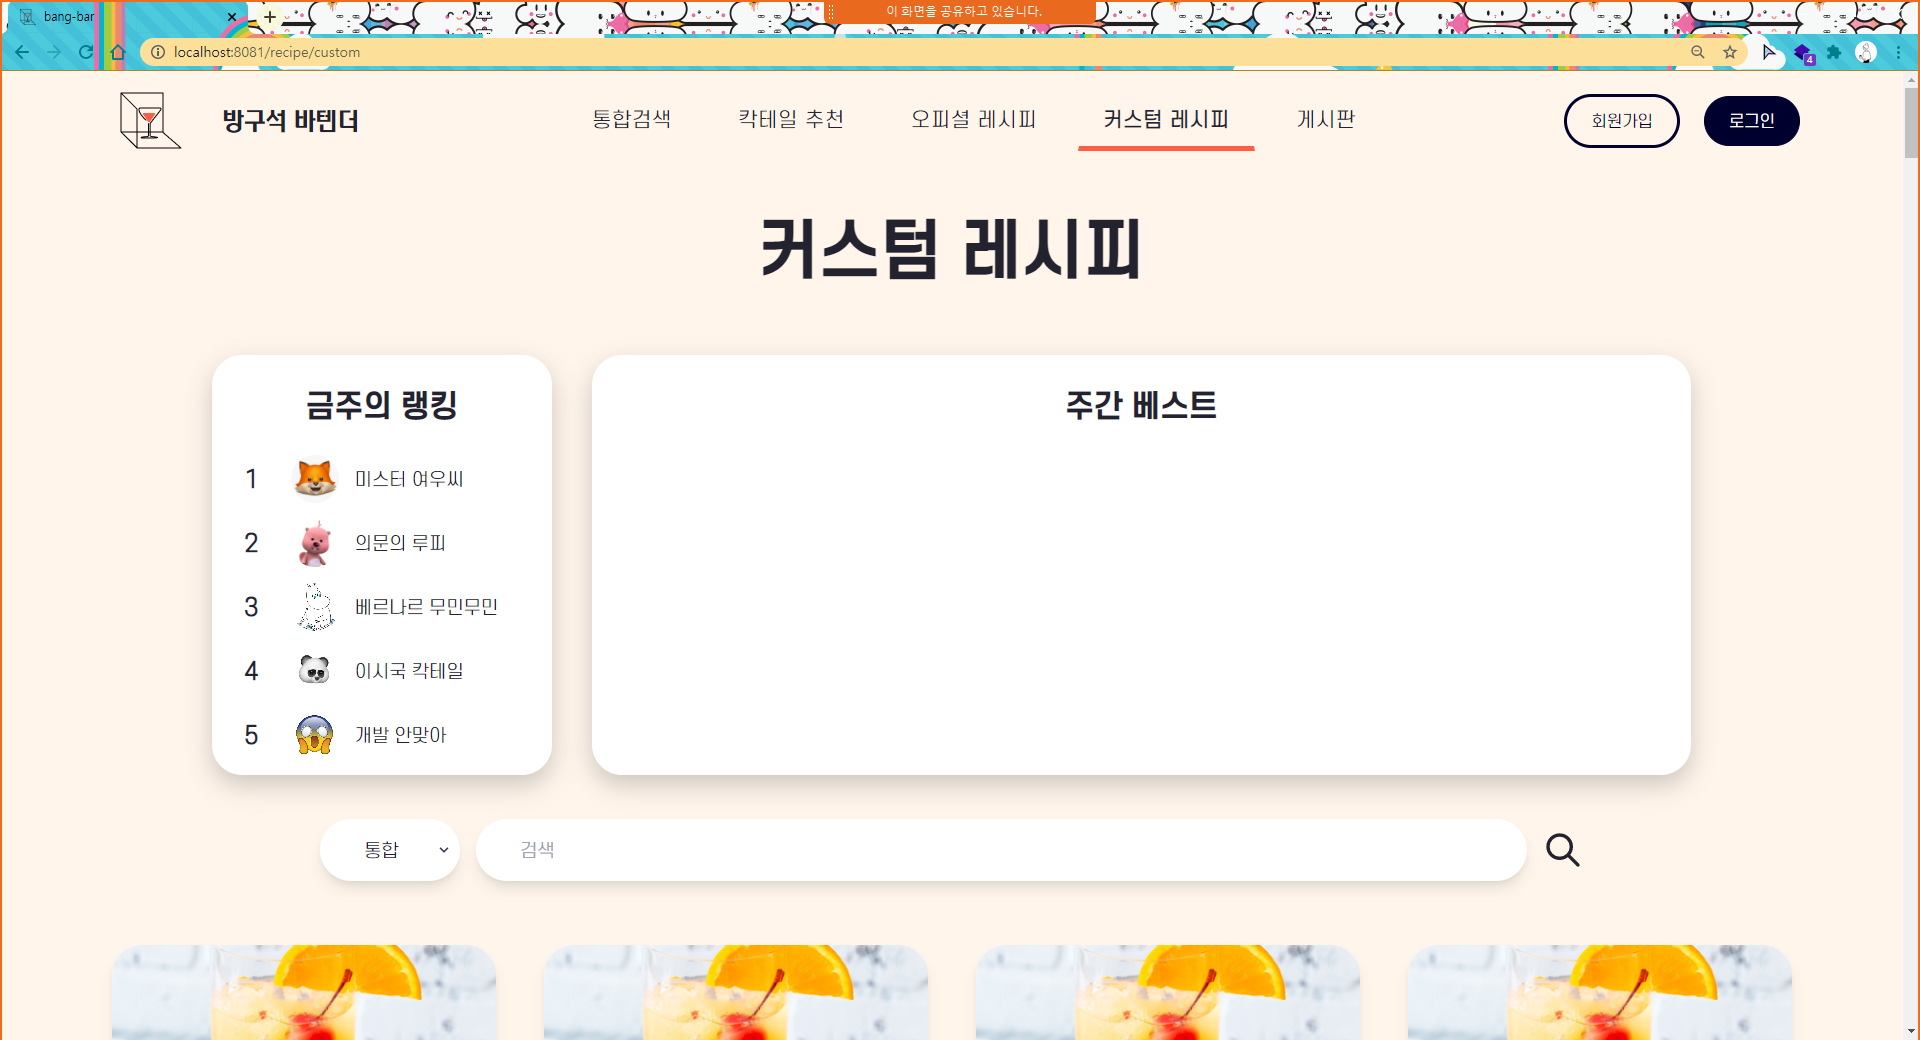 bang-bar
이 화면을 공유하고 있습니다.
localhost:8081/recipe/custom
4
방구석 바텐더
통합검색
칵테일 추천
오피셜 레시피
커스텀 레시피
게시판
회원가입
로그인
커스텀 레시피
금주의 랭킹
1 미스터 여우씨
2 의문의 루피
3 베르나르 무민무민
4 이시국 칵테일
5 개발 안맞아
주간 베스트
통합
검색